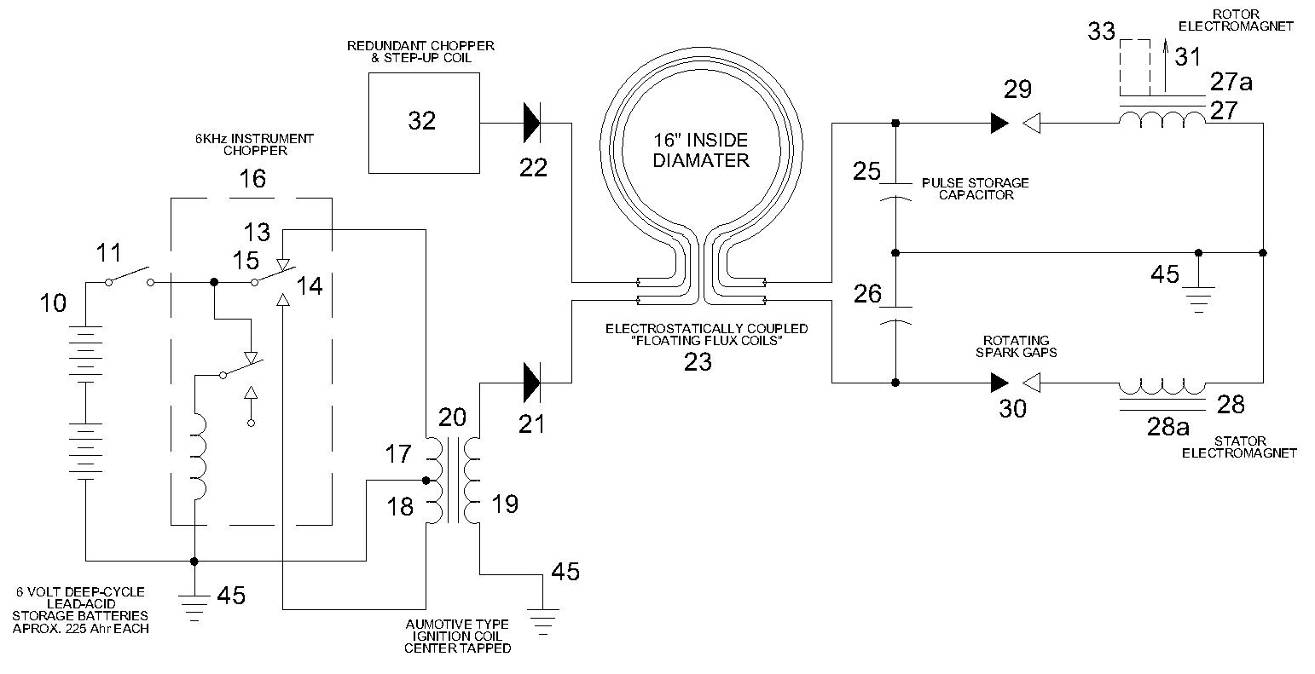 ROTOR
ELECTROMAGNET
33
31
27a
27
29
REDUNDANT CHOPPER
& STEP-UP COIL
32
22
16" INSIDE
DIAMATER
25
PULSE STORAGE
CAPACITOR
6KHz INSTRUMENT
CHOPPER
16
13
15
14
11
10
45
26
ELECTROSTATICALLY COUPLED
"FLOATING FLUX COILS"
23
ROTATING
SPARK GAPS
30
28
28a
STATOR
ELECTROMAGNET
21
20
17
18
19
45
45
6 VOLT DEEP-CYCLE
LEAD-ACID
STORAGE BATTERIES
APROX. 225 Ahr EACH
AUMOTIVE TYPE
IGNITION COIL
CENTER TAPPED